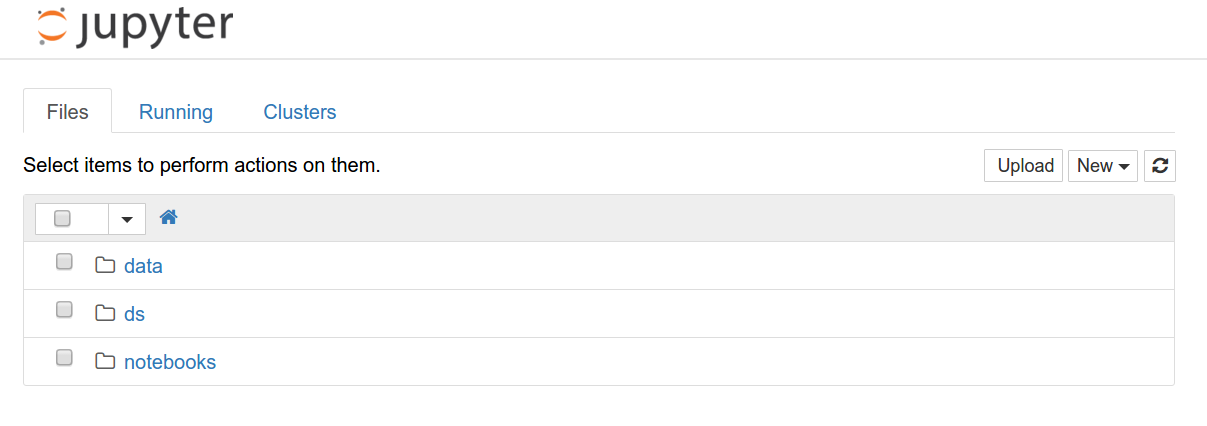 jupyter
Files Running Clusters
Select items to perform actions on them. Upload New
data
ds
notebooks